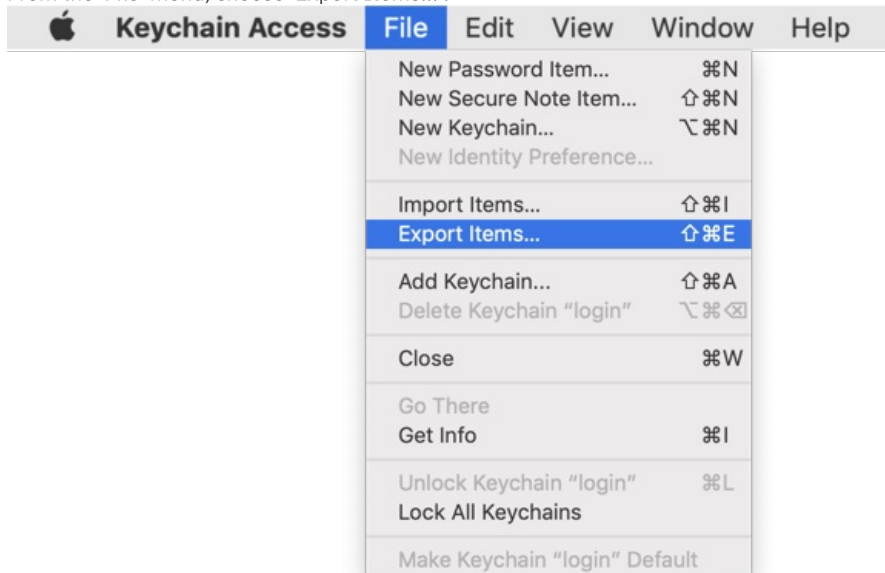 Keychain Access File Edit View Window Help
New Password Item... ⌘N
New Secure Note Item... ⇧⌘N
New Keychain... ⌥⌘N
New Identity Preference...
Import Items... ⇧⌘I
Export Items... ⇧⌘E
Add Keychain... ⇧⌘A
Delete Keychain “login” ⌥⌘⌫
Close ⌘W
Go There
Get Info ⌘I
Unlock Keychain “login” ⌘L
Lock All Keychains
Make Keychain “login” Default